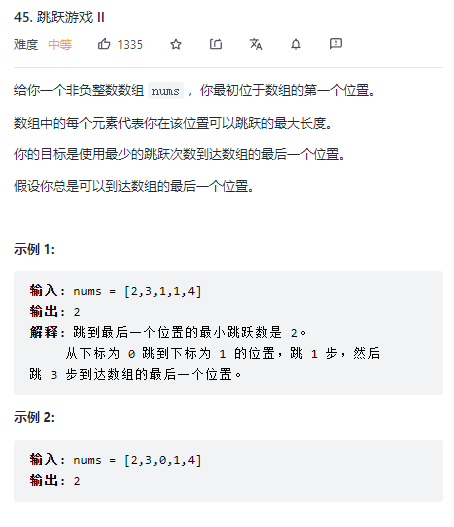 45. 跳跃游戏 II
难度 中等 1335
给你一个非负整数数组 nums ，你最初位于数组的第一个位置。
数组中的每个元素代表你在该位置可以跳跃的最大长度。
你的目标是使用最少的跳跃次数到达数组的最后一个位置。
假设你总是可以到达数组的最后一个位置。
示例 1:
输入: nums = [2,3,1,1,4]
输出: 2
解释: 跳到最后一个位置的最小跳跃数是 2。
从下标为 0 跳到下标为 1 的位置，跳 1 步，然后
跳 3 步到达数组的最后一个位置。
示例 2:
输入: nums = [2,3,0,1,4]
输出: 2